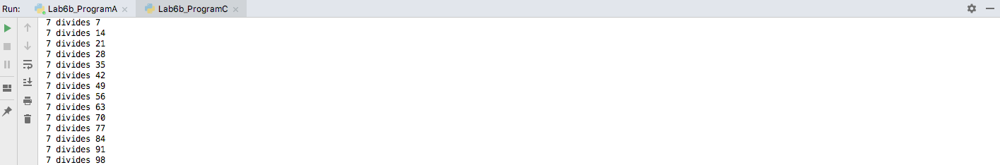 Run: Lab6b_ProgramA × Lab6b_ProgramC ×
7 divides 7
7 divides 14
7 divides 21
7 divides 28
7 divides 35
7 divides 42
7 divides 49
7 divides 56
7 divides 63
7 divides 70
7 divides 77
7 divides 84
7 divides 91
7 divides 98